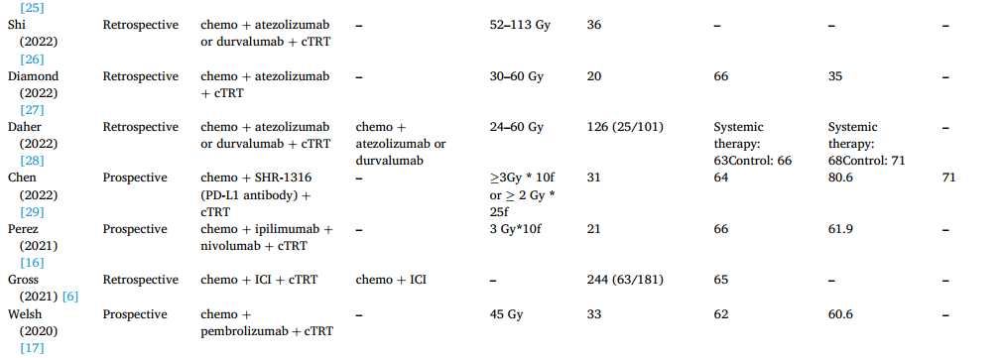 [25]
Shi Retrospective chemo + atezolizumab – 52–113 Gy 36 – – –
(2022) or durvalumab + cTRT
[26]
Diamond Retrospective chemo + atezolizumab – 30–60 Gy 20 66 35 –
(2022) + cTRT
[27]
Daher Retrospective chemo + atezolizumab chemo + 24–60 Gy 126 (25/101) Systemic Systemic –
(2022) or durvalumab + cTRT atezolizumab or therapy: therapy:
[28] durvalumab 63Control: 66 68Control: 71
Chen Prospective chemo + SHR-1316 – ≥3Gy * 10f 31 64 80.6 71
(2022) (PD-L1 antibody) + or ≥ 2 Gy *
[29] cTRT 25f
Perez Prospective chemo + ipilimumab + – 3 Gy*10f 21 66 61.9 –
(2021) nivolumab + cTRT
[16]
Gross Retrospective chemo + ICI + cTRT chemo + ICI – 244 (63/181) 65 – –
(2021) [6]
Welsh Prospective chemo + – 45 Gy 33 62 60.6 –
(2020) pembrolizumab + cTRT
[17]